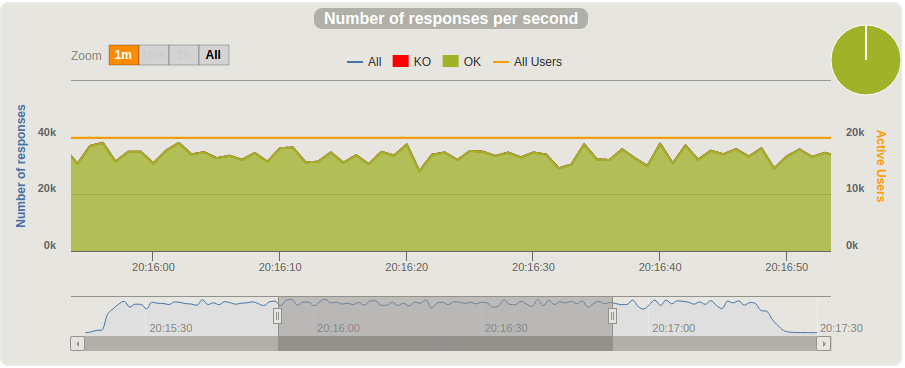 Number of responses per second
Zoom 1m 10m 1h All
All KO OK All Users
Number of responses
40k
20k
0k
20k
10k
0k
Active Users
20:16:00 20:16:10 20:16:20 20:16:30 20:16:40 20:16:50
20:15:30 20:16:00 20:16:30 20:17:00 20:17:30